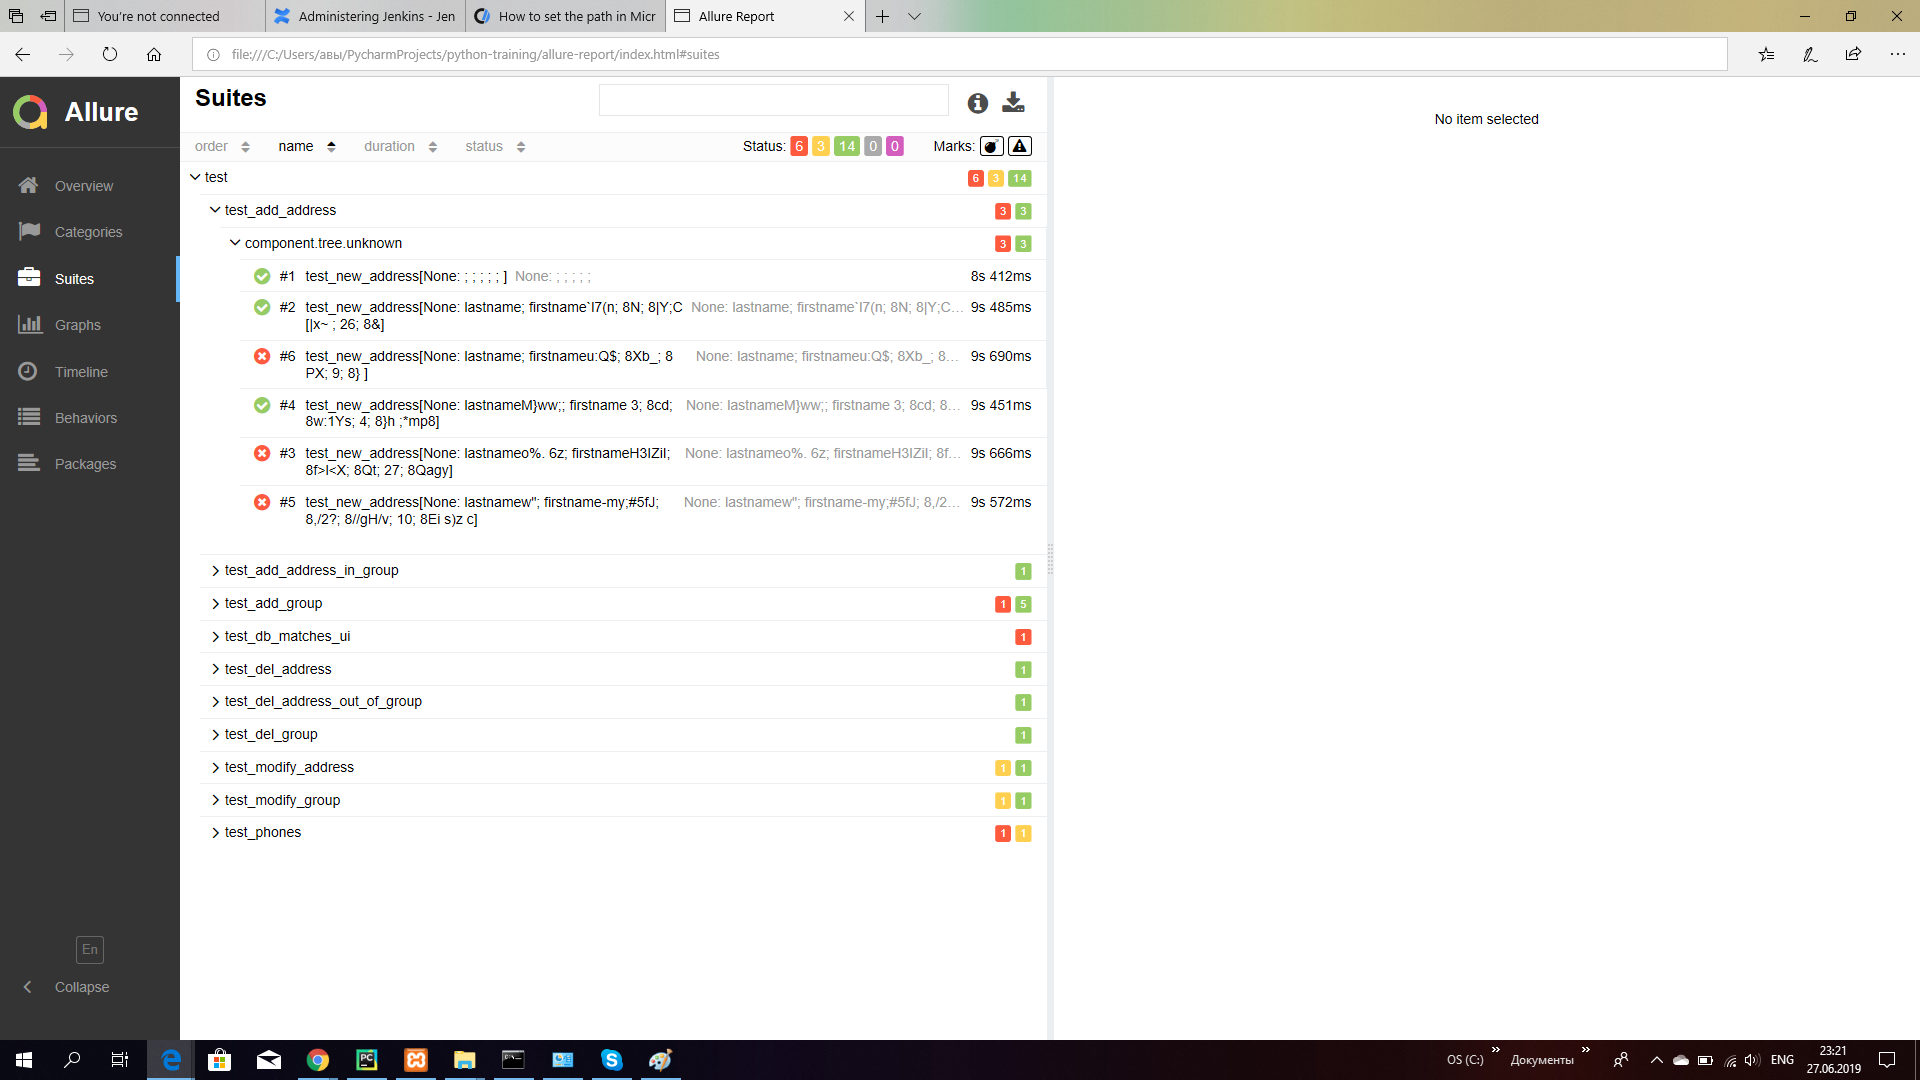 You're not connected
Administering Jenkins - Jen
How to set the path in Micr
Allure Report
file:///C:/Users/авы/PycharmProjects/python-training/allure-report/index.html#suites
Allure
Overview
Categories
Suites
Graphs
Timeline
Behaviors
Packages
En
Collapse
Suites
order name duration status Status: 6 3 14 0 0 Marks:
test 6 3 14
test_add_address 3 3
component.tree.unknown 3 3
#1 test_new_address[None: ; ; ; ; ; ] None: ; ; ; ; ; 8s 412ms
#2 test_new_address[None: lastname; firstname`I7(n; 8N; 8|Y;C None: lastname; firstname`I7(n; 8N; 8|Y;C... 9s 485ms
[|x~ ; 26; 8&]
#6 test_new_address[None: lastname; firstnameu:Q$; 8Xb_; 8 None: lastname; firstnameu:Q$; 8Xb_; 8... 9s 690ms
PX; 9; 8} ]
#4 test_new_address[None: lastnameM}ww;; firstname 3; 8cd; None: lastnameM}ww;; firstname 3; 8cd; 8... 9s 451ms
8w:1Ys; 4; 8}h ;*mp8]
#3 test_new_address[None: lastnameo%. 6z; firstnameH3IZiI; None: lastnameo%. 6z; firstnameH3IZiI; 8f... 9s 666ms
8f>I<X; 8Qt; 27; 8Qagy]
#5 test_new_address[None: lastnamew"; firstname-my;#5fJ; None: lastnamew"; firstname-my;#5fJ; 8,/2... 9s 572ms
8,/2?; 8//gH/v; 10; 8Ei s)z c]
test_add_address_in_group 1
test_add_group 1 5
test_db_matches_ui 1
test_del_address 1
test_del_address_out_of_group 1
test_del_group 1
test_modify_address 1 1
test_modify_group 1 1
test_phones 1 1
No item selected
OS (C:) » Документы » ENG 23:21
27.06.2019